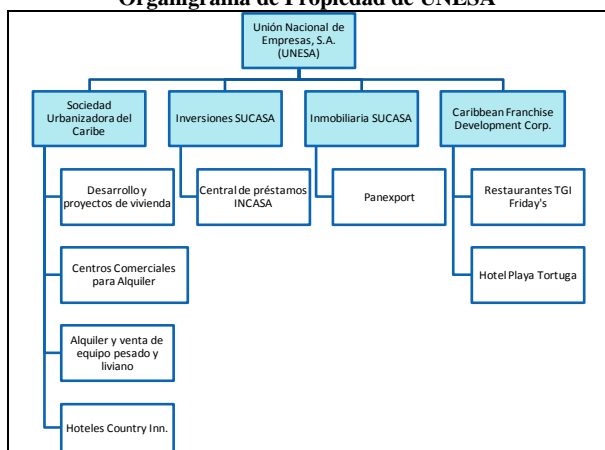 Organigrama de Propiedad de UNESA
Unión Nacional de
Empresas, S.A.
(UNESA)
Sociedad
Urbanizadora del
Caribe
Inversiones SUCASA
Inmobiliaria SUCASA
Caribbean Franchise
Development Corp.
Desarrollo y
proyectos de vivienda
Central de préstamos
INCASA
Panexport
Restaurantes TGI
Friday's
Centros Comerciales
para Alquiler
Hotel Playa Tortuga
Alquiler y venta de
equipo pesado y
liviano
Hoteles Country Inn.